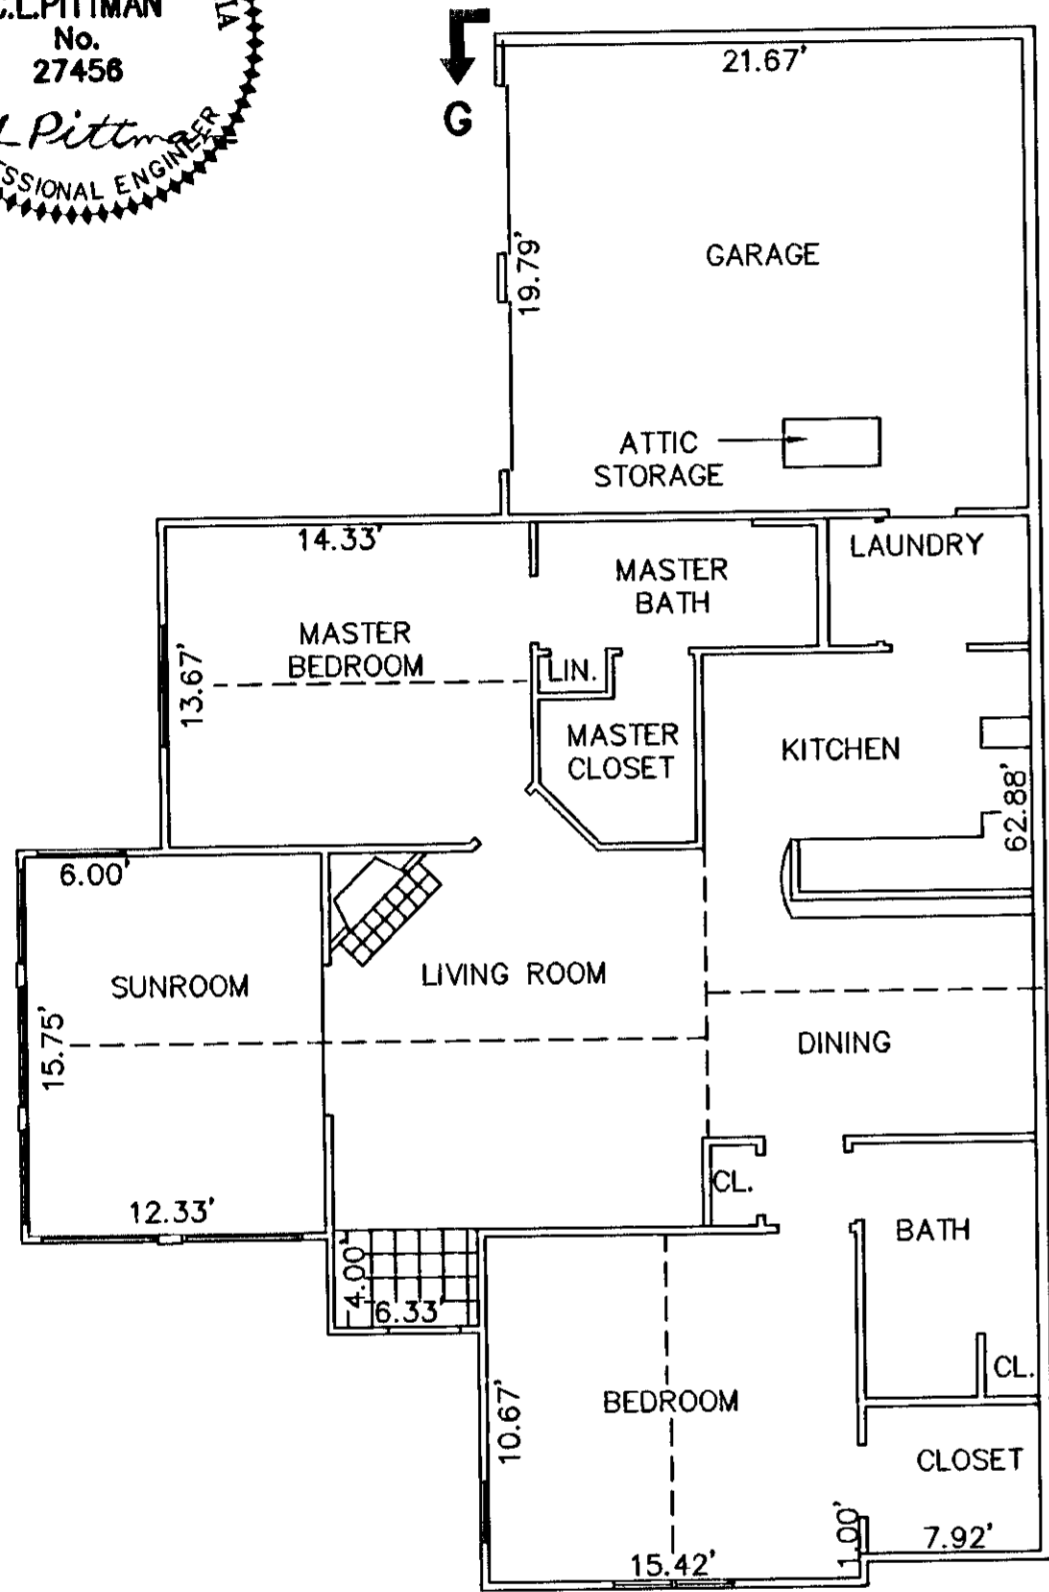 C.L.PITTMAN
No.
27456
L Pittman
PROFESSIONAL ENGINEER
G
21.67'
19.79'
GARAGE
ATTIC
STORAGE
14.33'
MASTER
BATH
LAUNDRY
MASTER
BEDROOM
13.67'
LIN.
MASTER
CLOSET
KITCHEN
62.88'
6.00'
SUNROOM
LIVING ROOM
15.75'
DINING
12.33'
CL.
BATH
4.00'
6.33'
CL.
BEDROOM
10.67'
CLOSET
1.00'
7.92'
15.42'